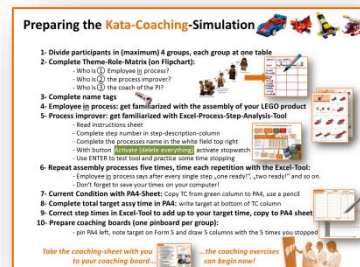 Preparing the Kata-Coaching-Simulation
1- Divide participants in (maximum) 4 groups, each group at one table
2- Complete Theme-Role-Matrix (on Flipchart):
- Who is 1 Employee in process?
- Who is 2 the process improver?
- Who is 3 the coach of the PI?
3- Complete name tags
4- Employee in process: get familiarized with the assembly of your LEGO product
5- Process improver: get familiarized with Excel-Process-Step-Analysis-Tool
- Read instructions sheet
- Complete step number in step-description-column
- Complete the processes name in the white field top right
- With button Activate (delete everything) activate stopwatch
- Use ENTER to test tool and practice some time stopping
6- Repeat assembly processes five times, each repetition with the Excel-Tool:
- Employee in process says after every single step „one ready!", „two ready!" and so on.
- Don't forget to save your times on your computer!
7- Current Condition with PA4-Sheet: Copy TC from green column to PA4, use a pencil
8- Complete total assy time in PA4: write target at bottom of TC column
9- Correct step times in Excel-Tool to add up to your target time, copy to PA4 sheet
10- Prepare coaching boards (one pinboard per group):
- pin PA4 left, note target on Form 5 and draw 5 columns with the 5 times you stopped
Take the coaching-sheet with you
to your coaching board...
...the coaching exercises
can begin now!